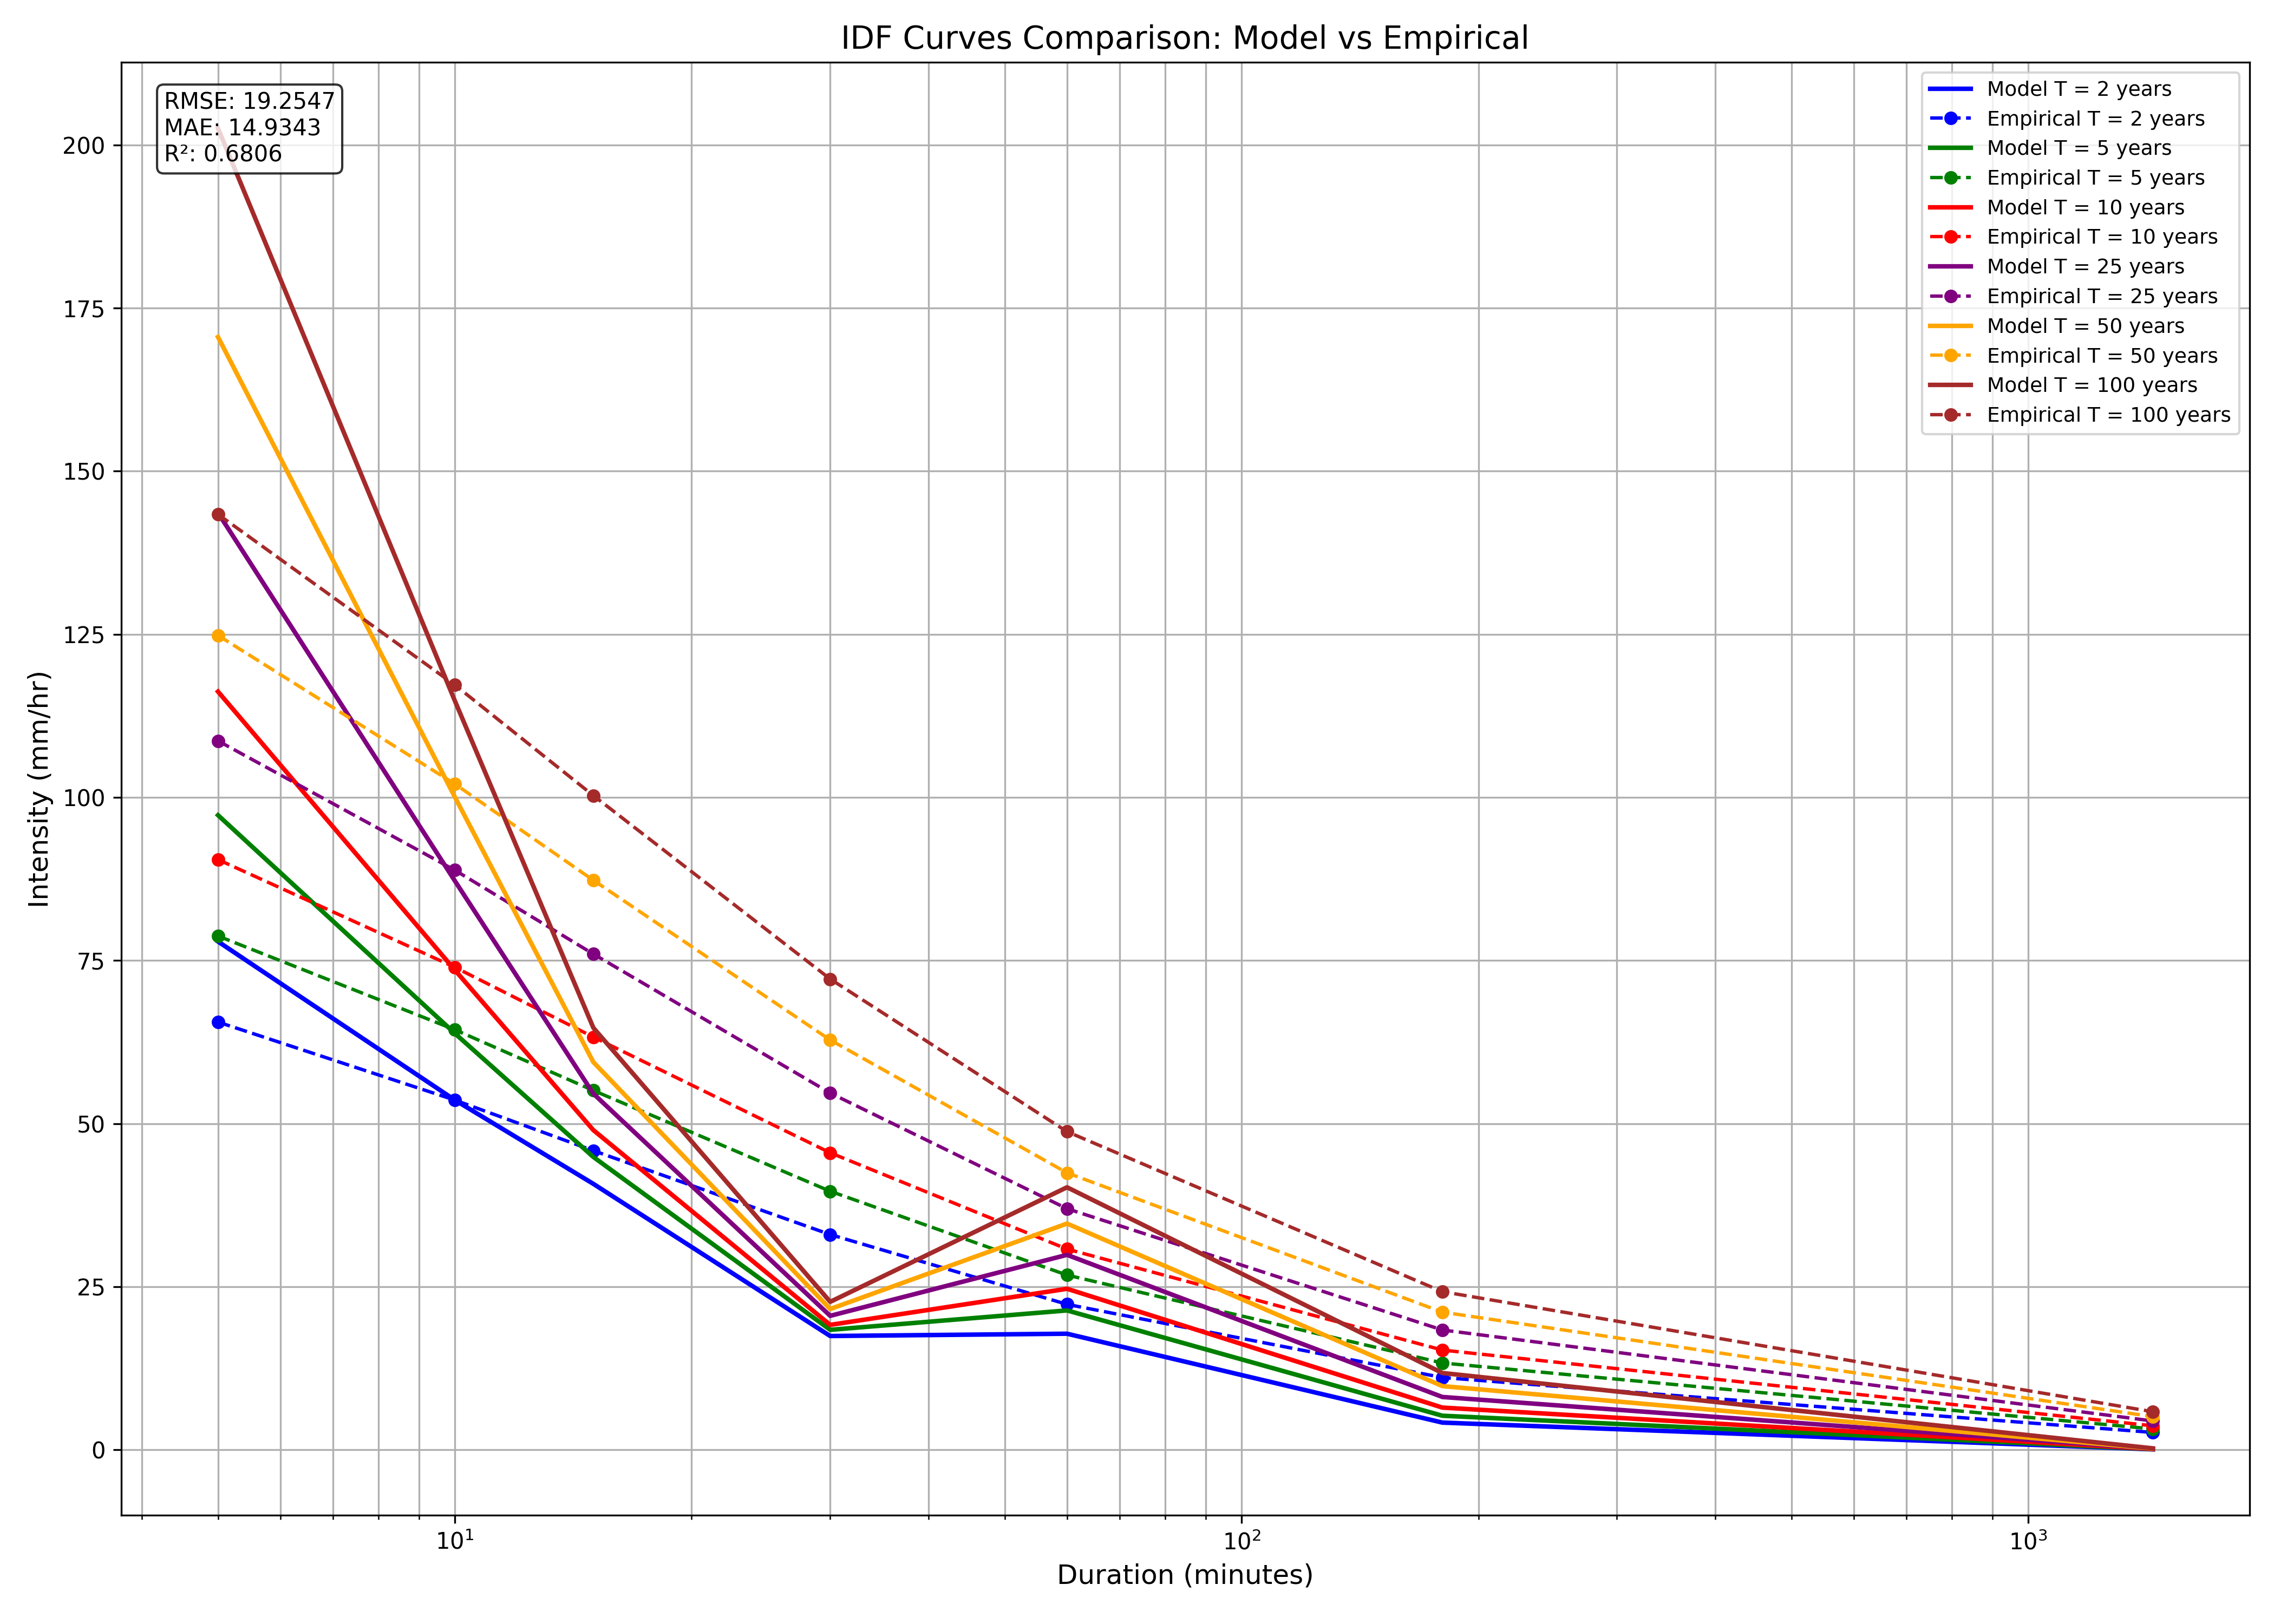 IDF Curves Comparison: Model vs Empirical
RMSE: 19.2547
MAE: 14.9343
R²: 0.6806
Model T = 2 years
Empirical T = 2 years
Model T = 5 years
Empirical T = 5 years
Model T = 10 years
Empirical T = 10 years
Model T = 25 years
Empirical T = 25 years
Model T = 50 years
Empirical T = 50 years
Model T = 100 years
Empirical T = 100 years
Intensity (mm/hr)
200
175
150
125
100
75
50
25
0
10¹ 10² 10³
Duration (minutes)